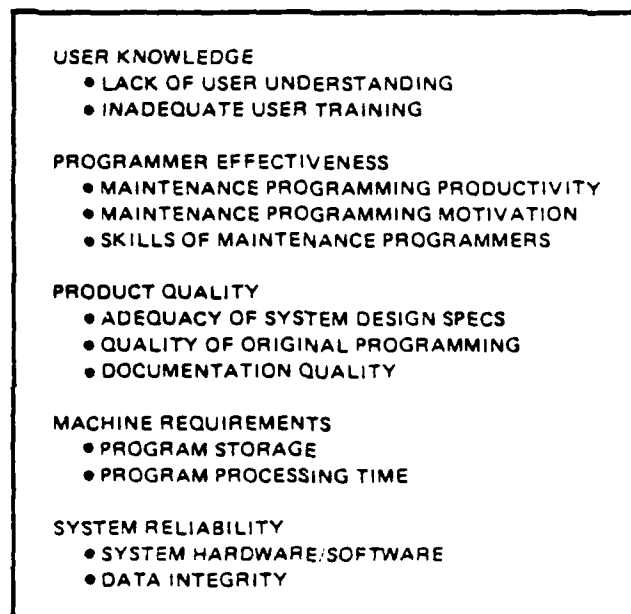 USER KNOWLEDGE
• LACK OF USER UNDERSTANDING
• INADEQUATE USER TRAINING
PROGRAMMER EFFECTIVENESS
• MAINTENANCE PROGRAMMING PRODUCTIVITY
• MAINTENANCE PROGRAMMING MOTIVATION
• SKILLS OF MAINTENANCE PROGRAMMERS
PRODUCT QUALITY
• ADEQUACY OF SYSTEM DESIGN SPECS
• QUALITY OF ORIGINAL PROGRAMMING
• DOCUMENTATION QUALITY
MACHINE REQUIREMENTS
• PROGRAM STORAGE
• PROGRAM PROCESSING TIME
SYSTEM RELIABILITY
• SYSTEM HARDWARE/SOFTWARE
• DATA INTEGRITY